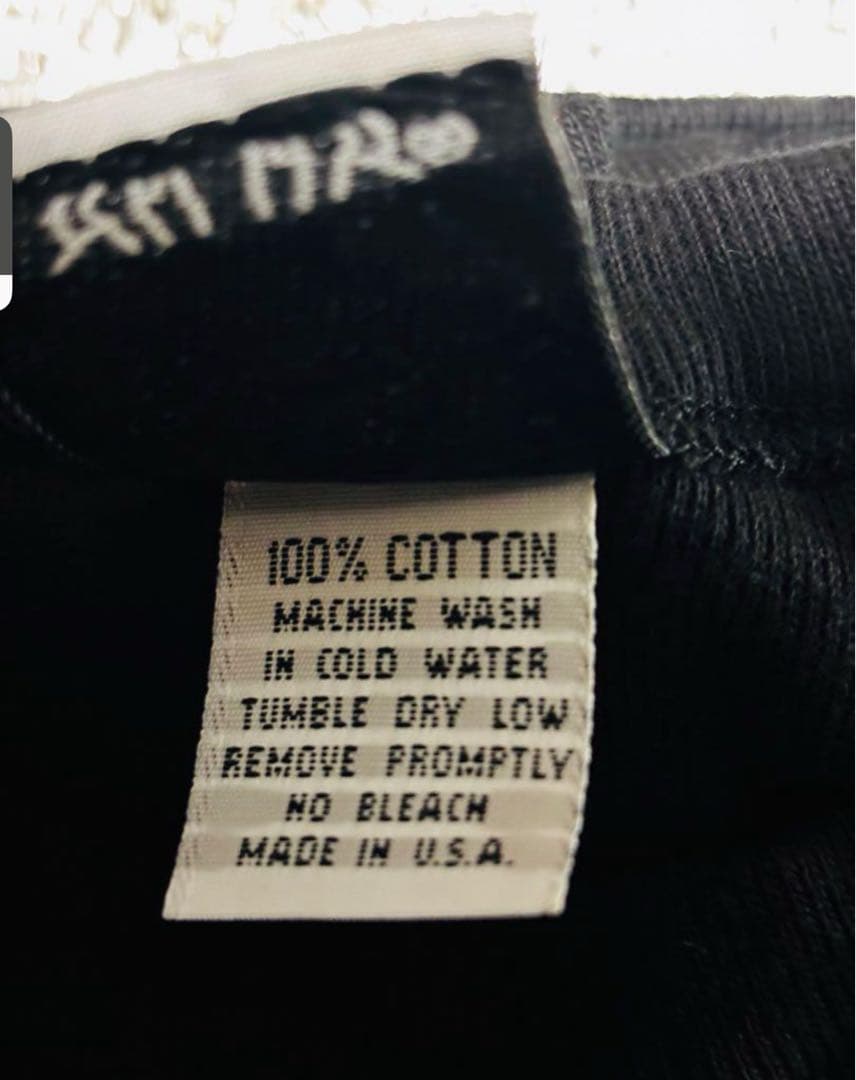 100% COTTON
MACHINE WASH
IN COLD WATER
TUMBLE DRY LOW
REMOVE PROMPTLY
NO BLEACH
MADE IN U.S.A.